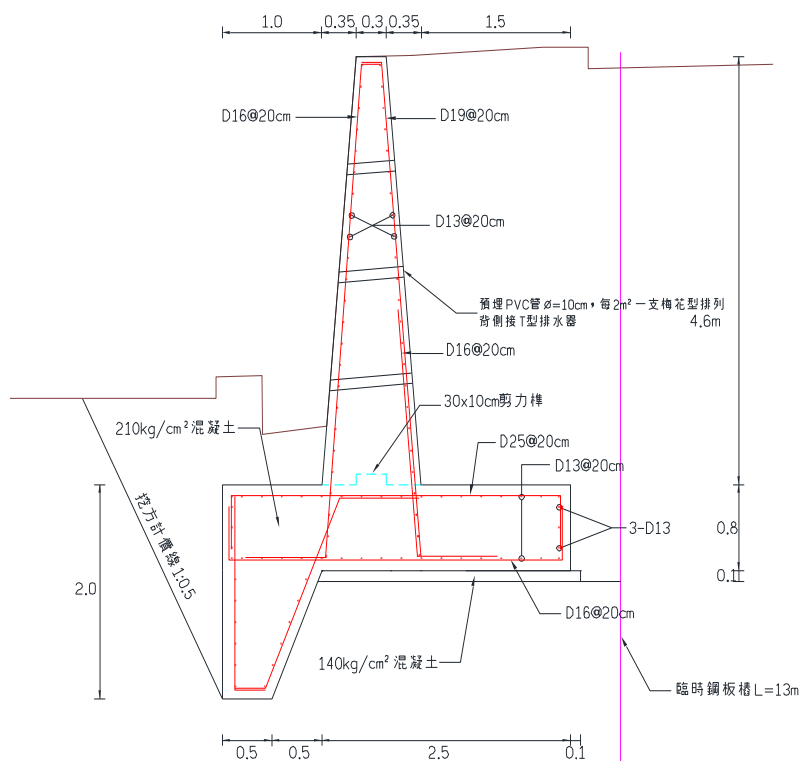 1.0 0.35 0.3 0.35 1.5
D16@20cm
D19@20cm
D13@20cm
預埋PVC管ø=10cm，每2m²一支梅花型排列
背側接T型排水器
4.6m
D16@20cm
30x10cm剪力榫
210kg/cm²混凝土
D25@20cm
D13@20cm
挖方計價線1:0.5
3-D13
0.8
0.1
2.0
D16@20cm
140kg/cm²混凝土
臨時鋼板樁L=13m
0.5 0.5 2.5 0.1